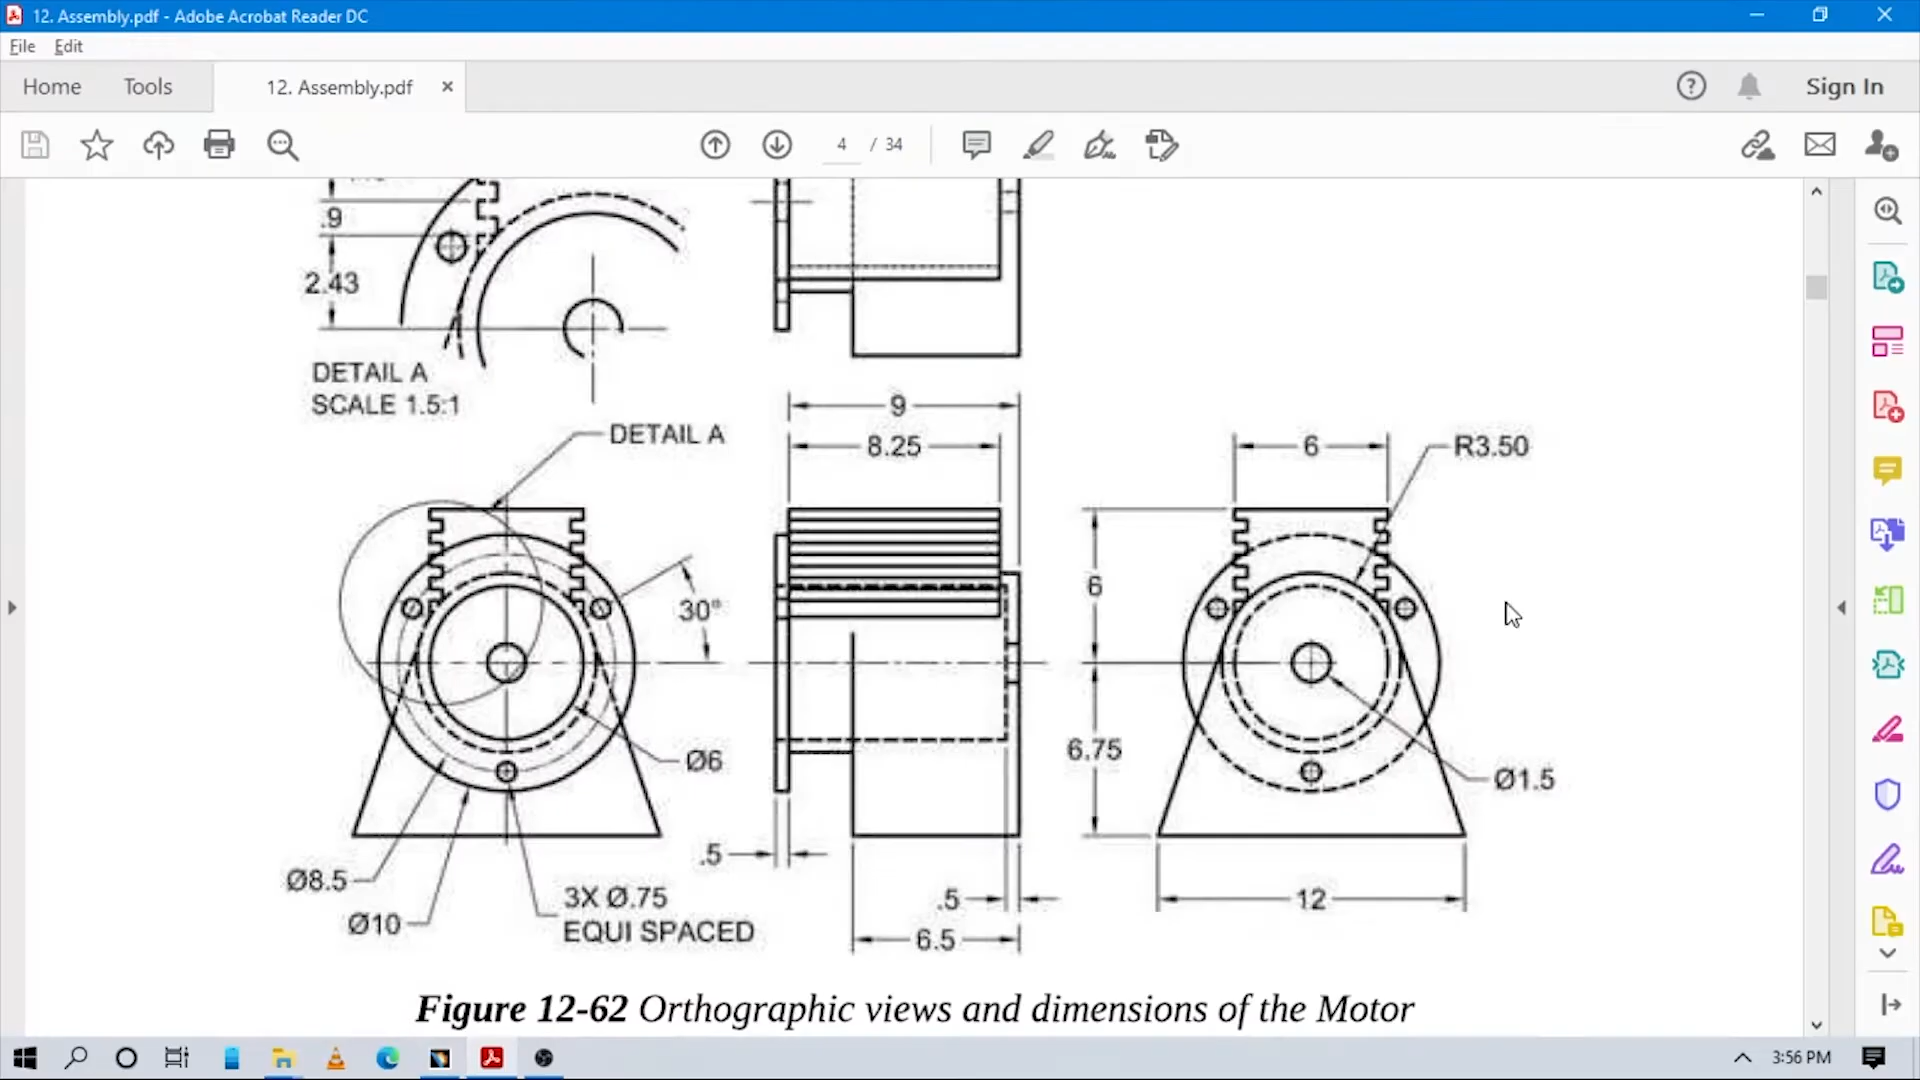 12. Assembly.pdf - Adobe Acrobat Reader DC
File Edit
Home Tools 12. Assembly.pdf × Sign In
4 / 34
.9
2.43
DETAIL A
SCALE 1.5:1
9
DETAIL A
8.25
6
R3.50
6
30°
6.75
Ø6
Ø1.5
.5
Ø8.5
3X Ø.75
.5
12
Ø10
EQUI SPACED
6.5
Figure 12-62 Orthographic views and dimensions of the Motor
3:56 PM